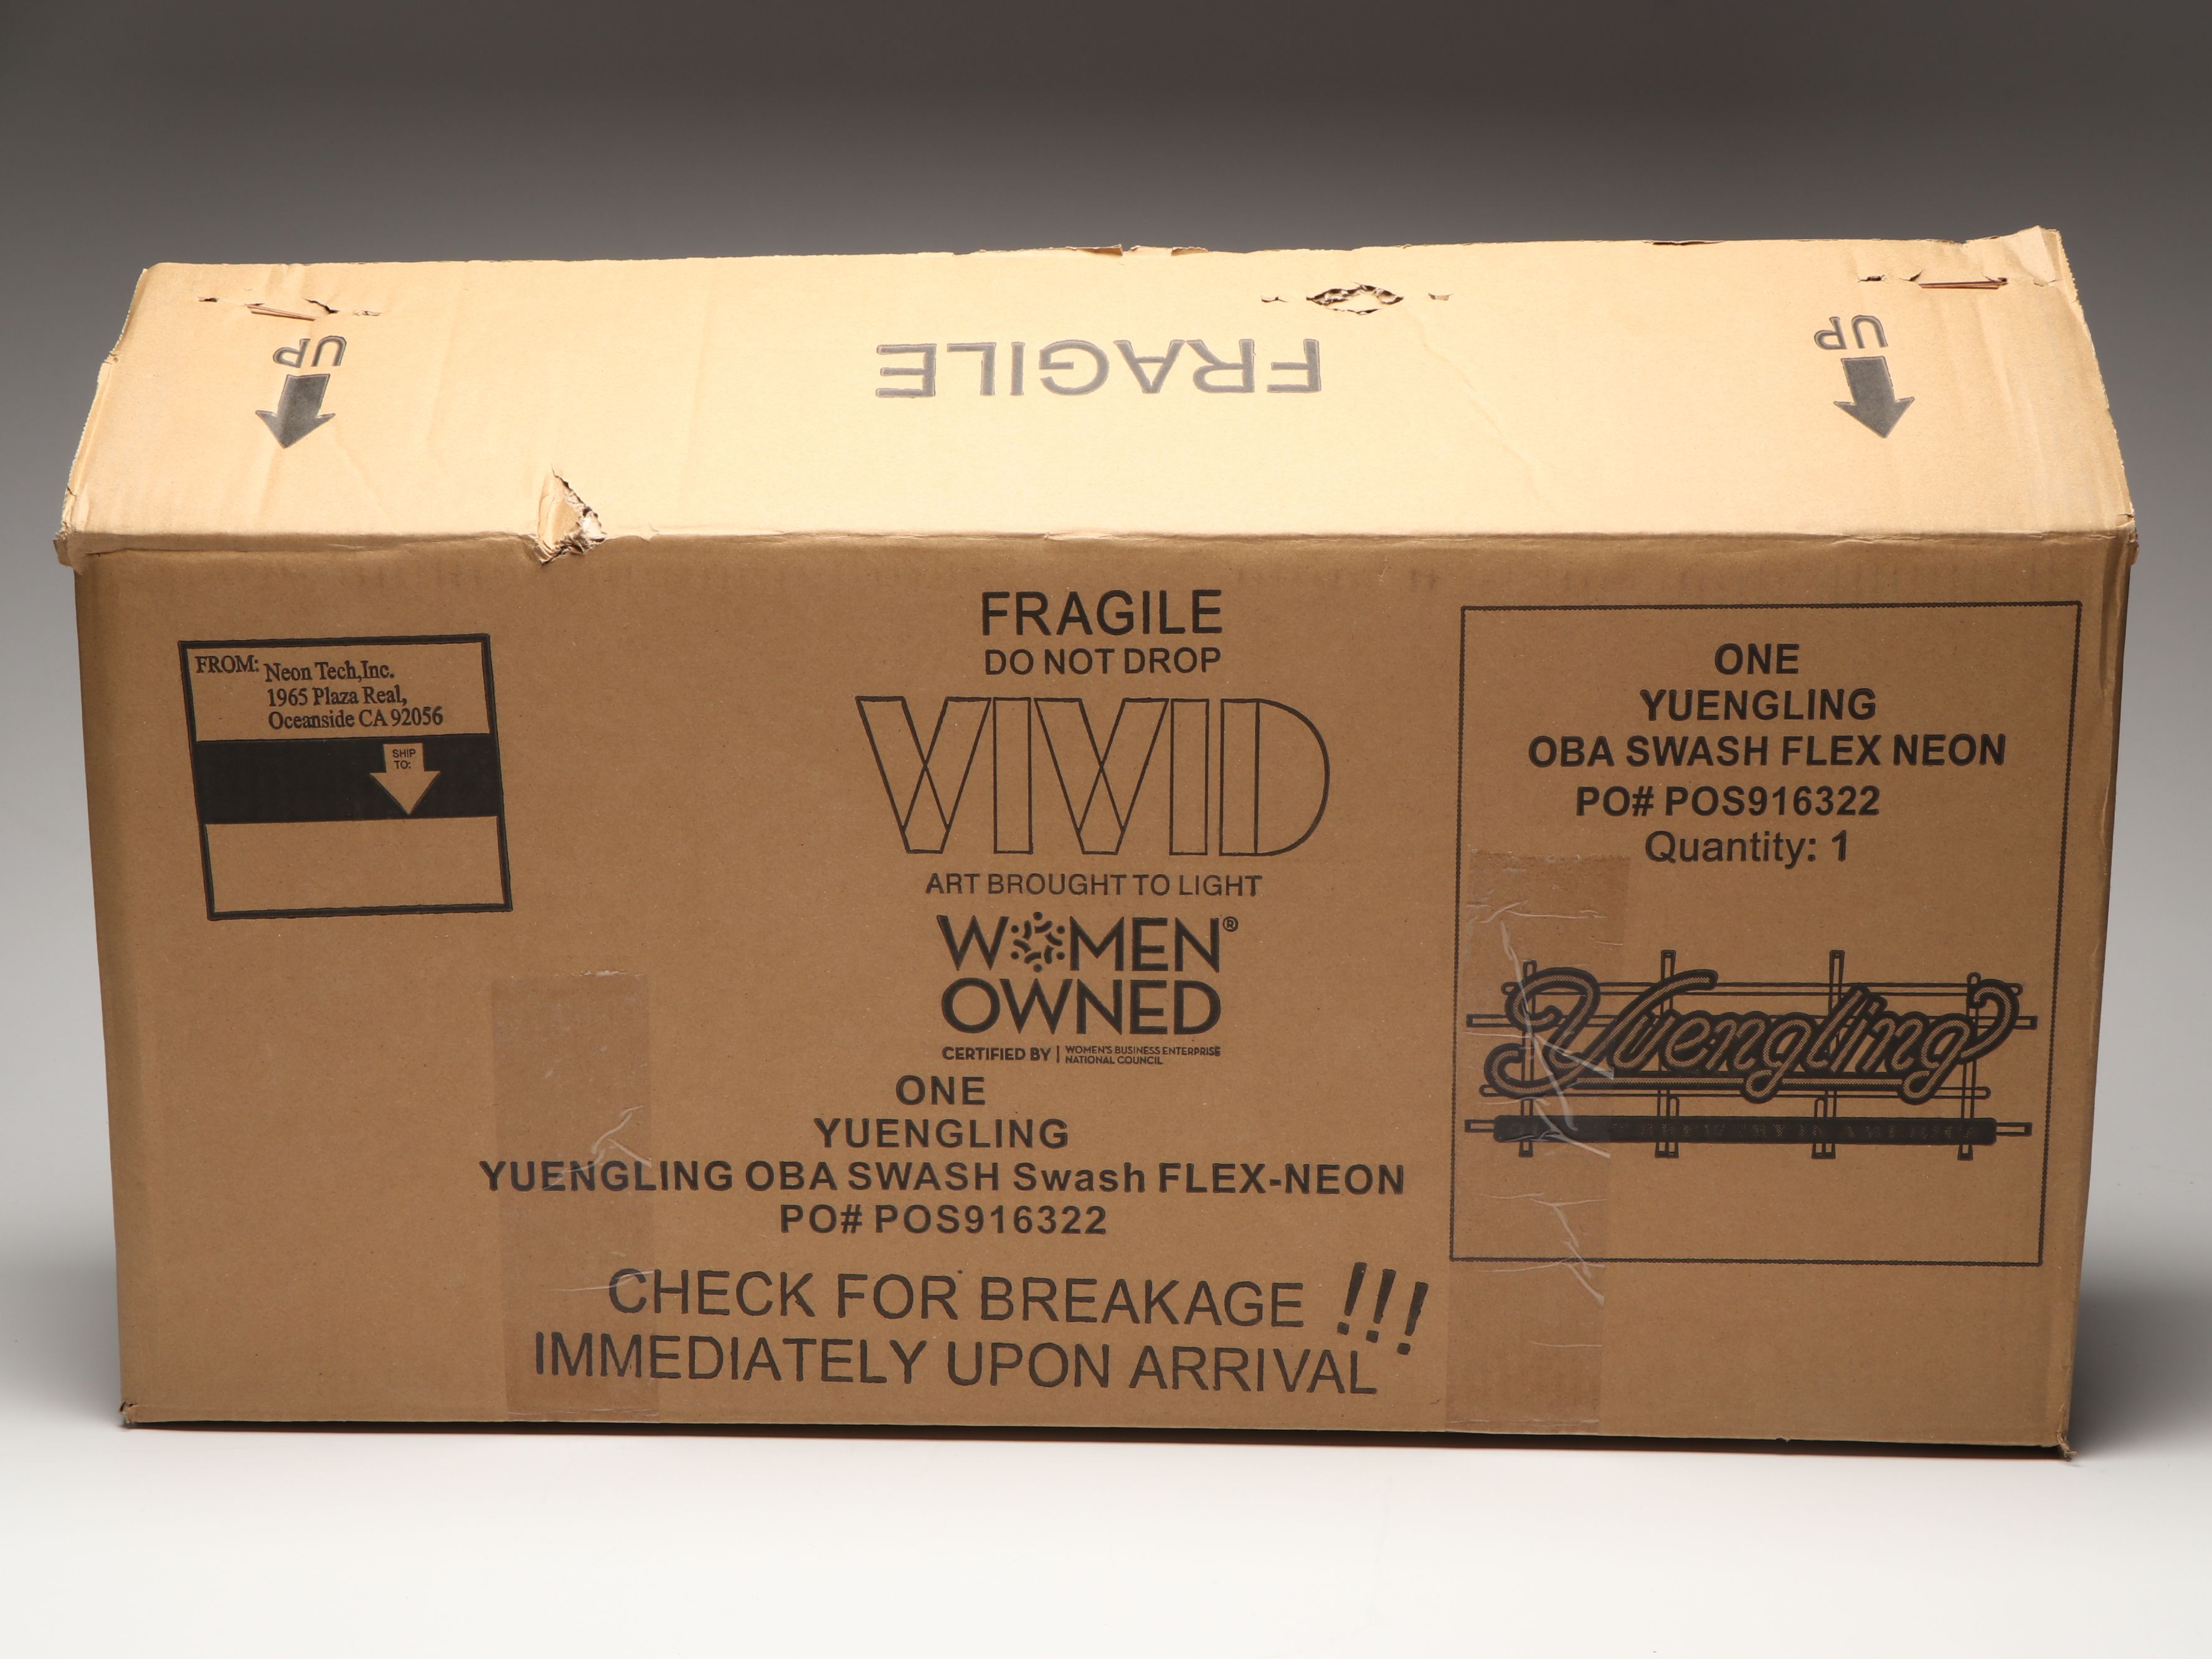 UP
FRAGILE
UP
FROM: Neon Tech,Inc.
1965 Plaza Real,
Oceanside CA 92056
SHIP
TO:
FRAGILE
DO NOT DROP
VIVID
ART BROUGHT TO LIGHT
WOMEN®
OWNED
CERTIFIED BY | WOMEN'S BUSINESS ENTERPRISE
NATIONAL COUNCIL
ONE
YUENGLING
YUENGLING OBA SWASH Swash FLEX-NEON
PO# POS916322
CHECK FOR BREAKAGE !!!
IMMEDIATELY UPON ARRIVAL
ONE
YUENGLING
OBA SWASH FLEX NEON
PO# POS916322
Quantity: 1
Yuengling